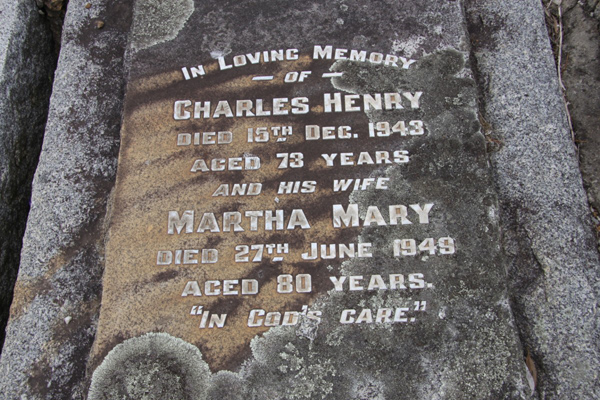 In Loving Memory
— OF —
Charles Henry
Died 15th Dec. 1943
Aged 73 years
And his wife
Martha Mary
Died 27th June 1949
Aged 80 years.
"In God's care."